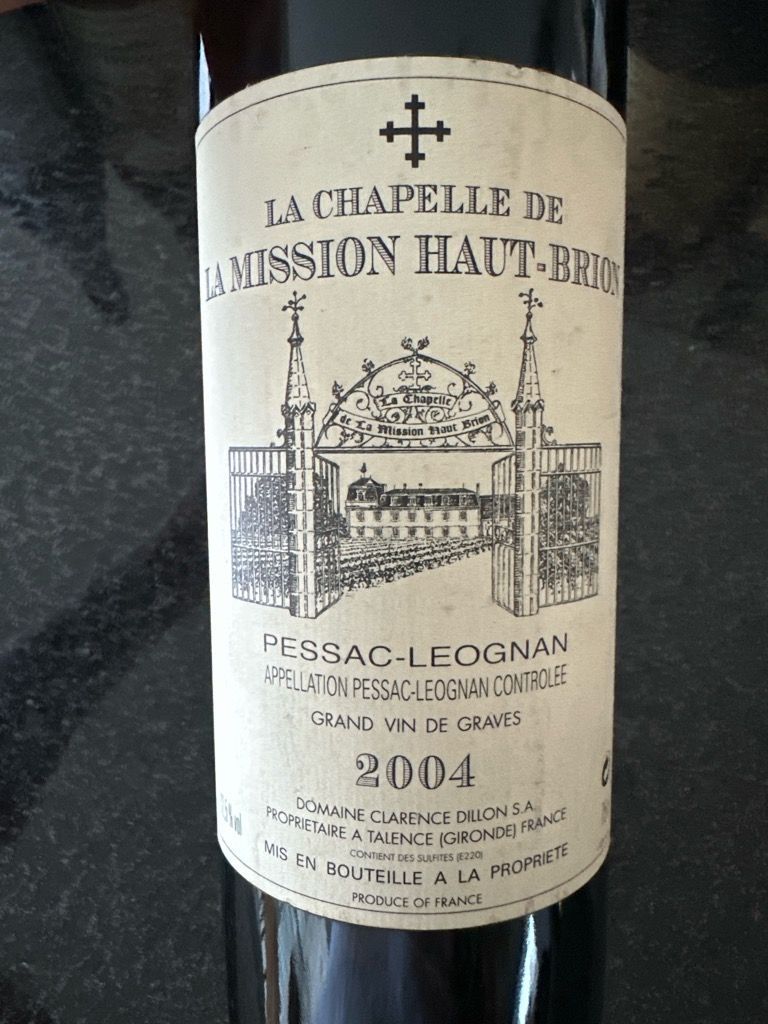 LA CHAPELLE DE
LA MISSION HAUT-BRION
La Chapelle
de La Mission Haut Brion
PESSAC-LEOGNAN
APPELLATION PESSAC-LEOGNAN CONTROLEE
GRAND VIN DE GRAVES
2004
% vol
DOMAINE CLARENCE DILLON S.A.
PROPRIETAIRE A TALENCE (GIRONDE) FRANCE
CONTIENT DES SULFITES (E220)
MIS EN BOUTEILLE A LA PROPRIETE
PRODUCE OF FRANCE